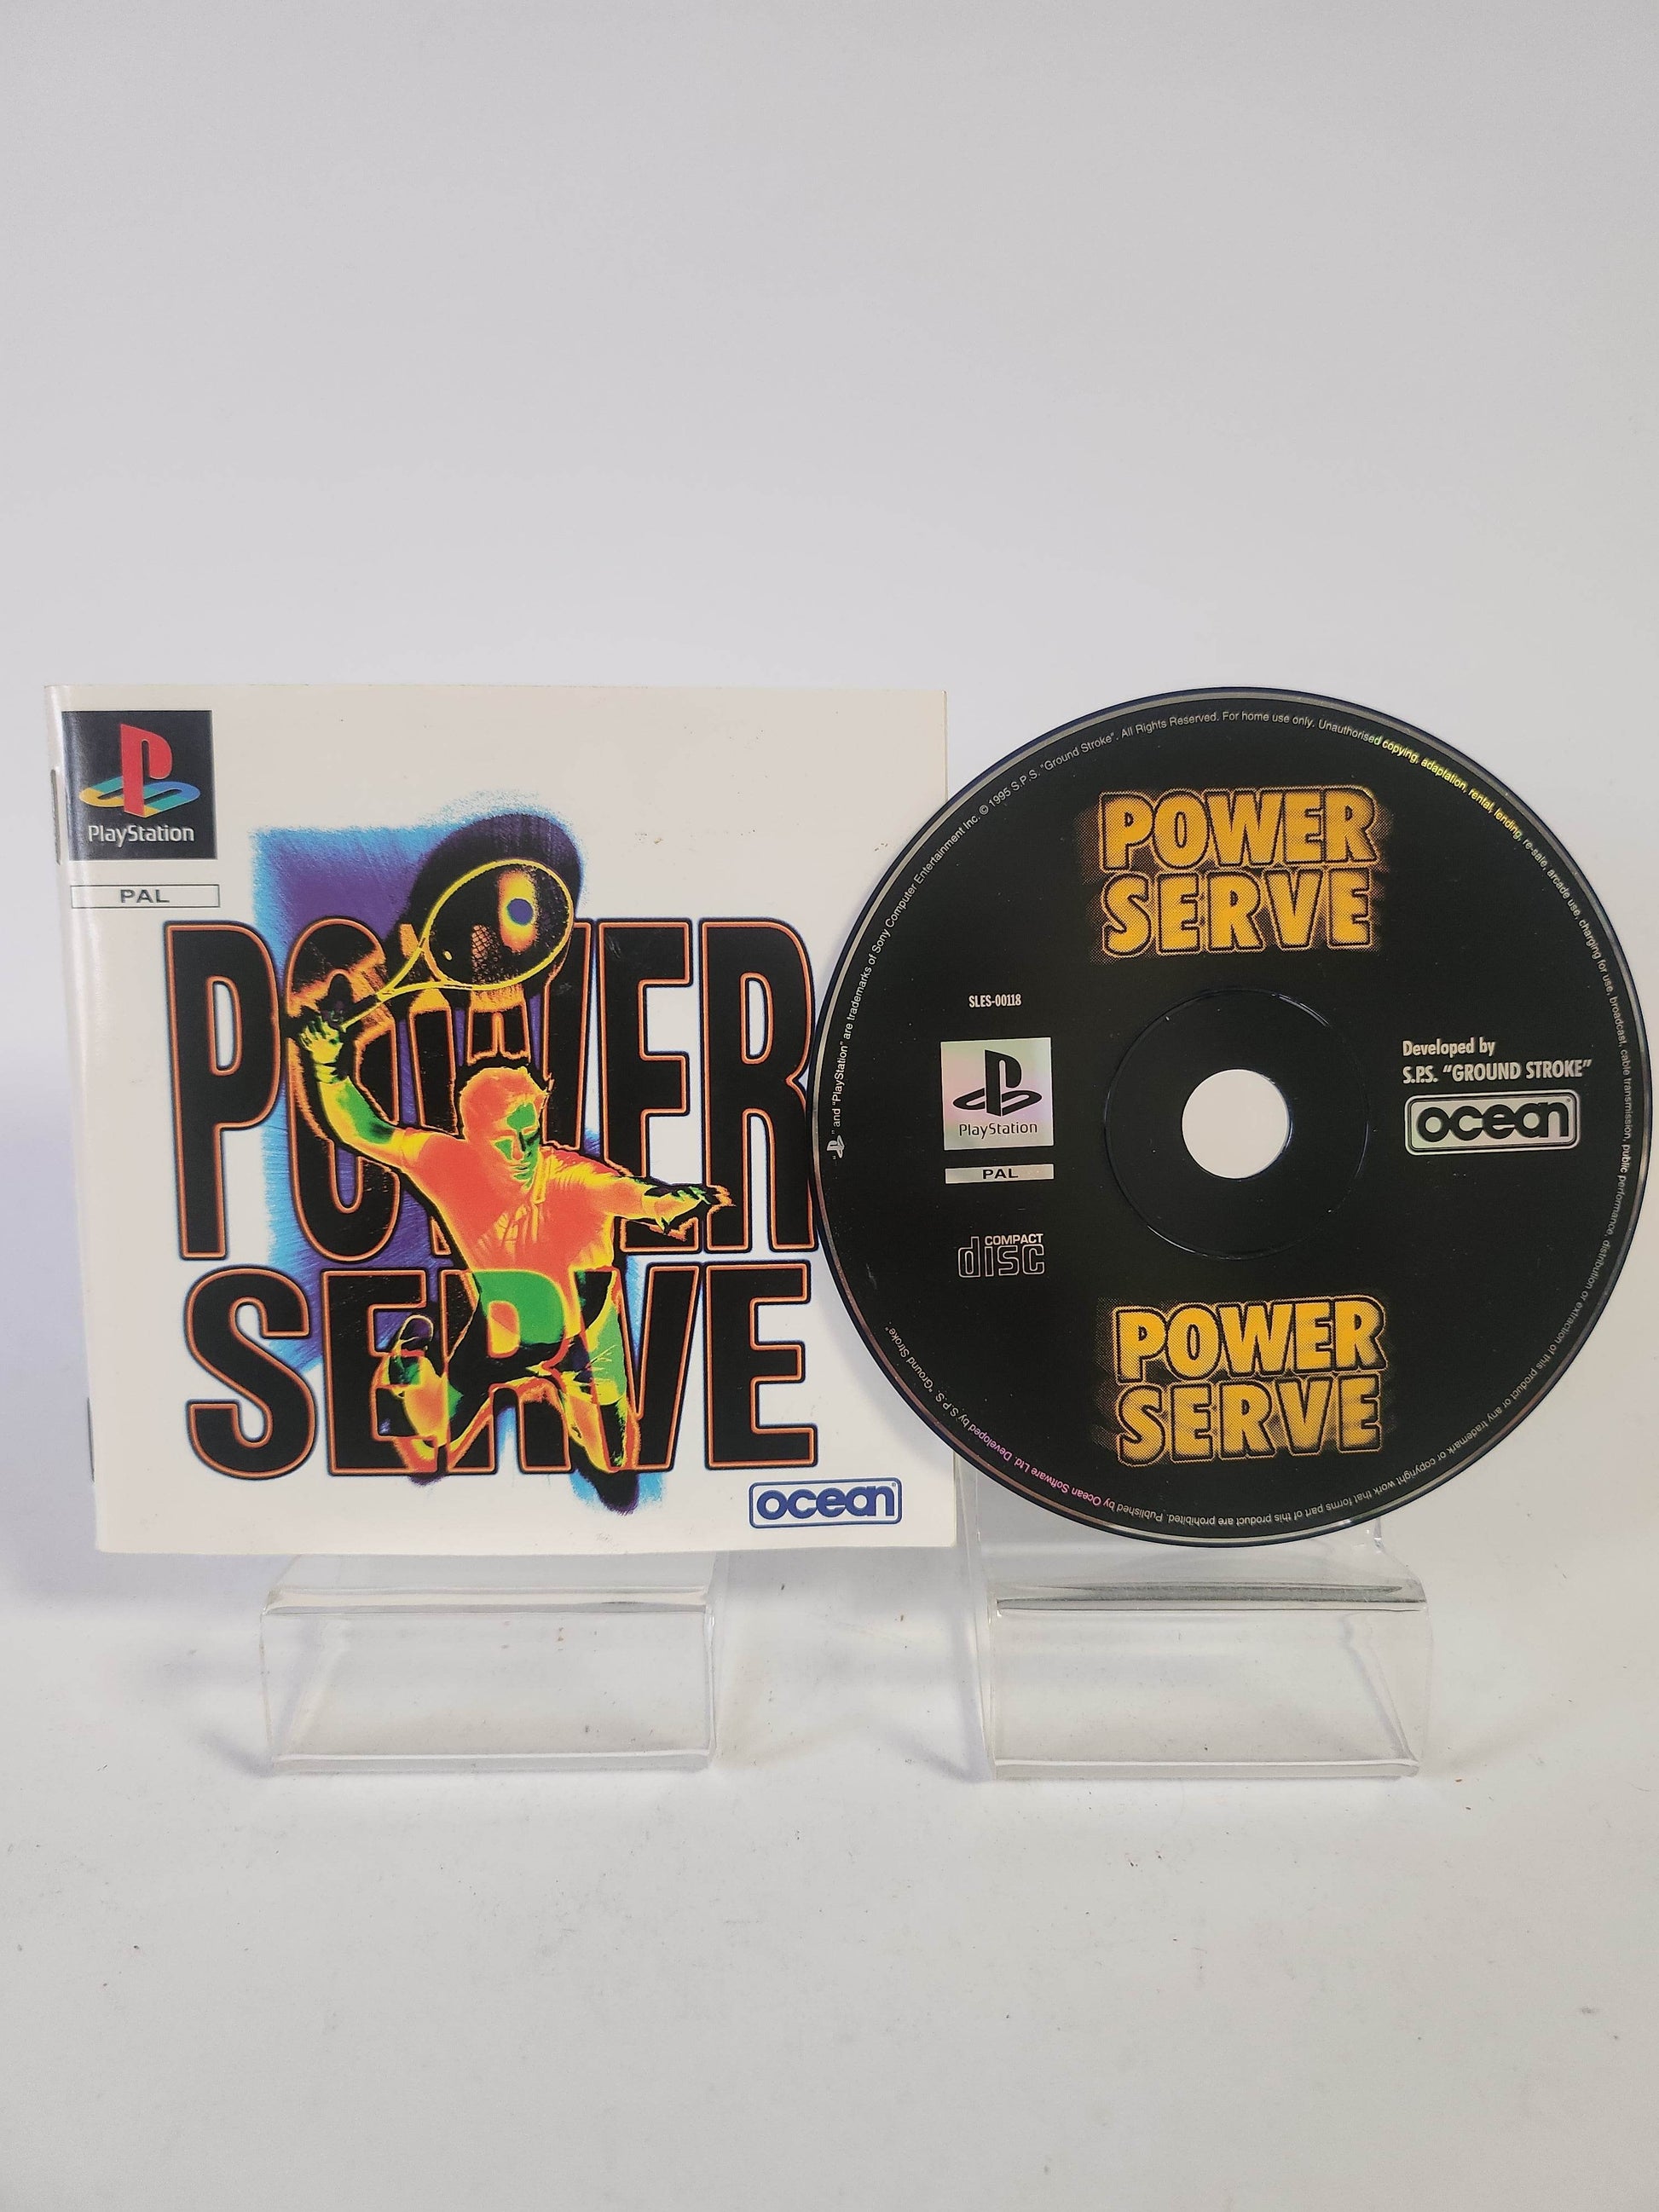 PlayStation
PAL
POWER
SERVE
ocean
POWER
SERVE
SLES-00118
PlayStation
PAL
COMPACT
disc
Developed by
S.P.S. "GROUND STROKE"
ocean
POWER
SERVE
" " and "PlayStation" are trademarks of Sony Computer Entertainment Inc. © 1995 S.P.S. "Ground Stroke". All Rights Reserved. For home use only. Unauthorised copying, adaptation, rental, lending, re-sale, arcade use, charging for use, broadcast, cable transmission, public performance, distribution or extraction of this product or any trademark or copyright work that forms part of this product are prohibited. Published by Ocean Software Ltd. Developed by S.P.S. "Ground Stroke".